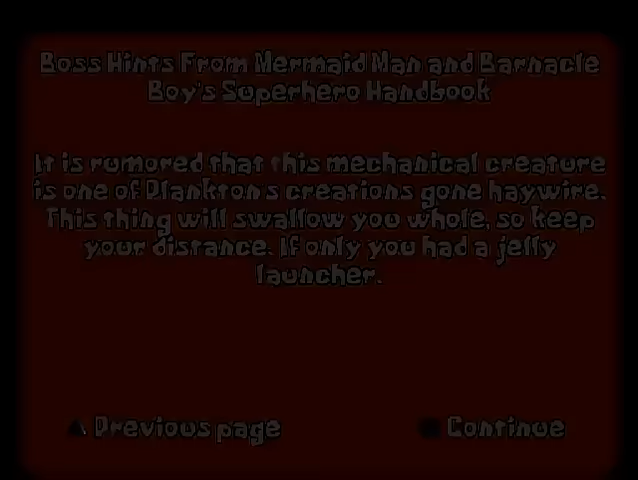 Boss Hints From Mermaid Man and Barnacle
Boy's Superhero Handbook
It is rumored that this mechanical creature
is one of Plankton's creations gone haywire.
This thing will swallow you whole, so keep
your distance. If only you had a jelly
launcher.
Previous page
Continue